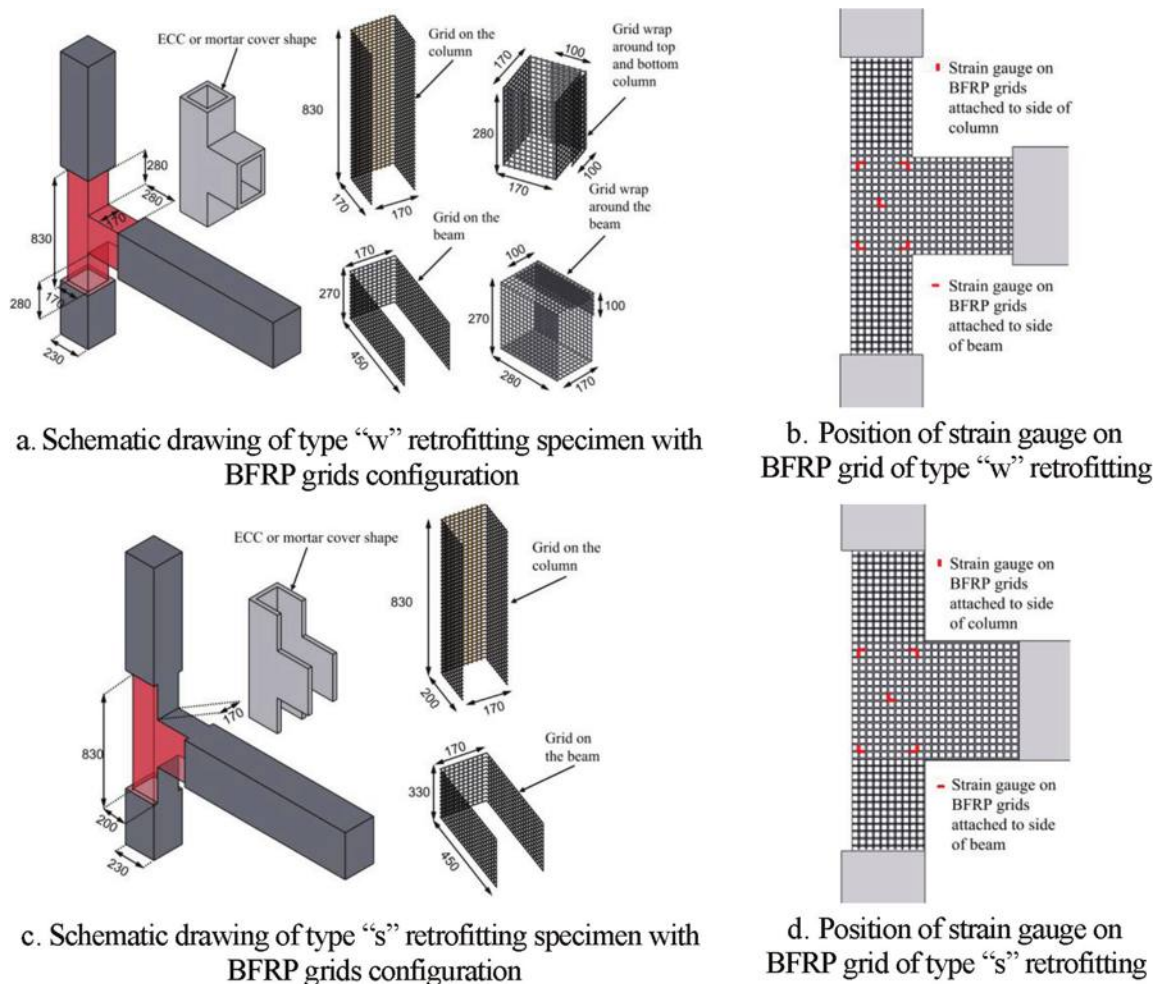 ECC or mortar cover shape
Grid on the
column
Grid wrap
around top
and bottom
column
830
170
170
170
100
280
170
100
280
280
170
830
280
170
230
Grid on the
beam
170
270
450
Grid wrap
around the
beam
100
100
270
280
170
Strain gauge on
BFRP grids
attached to side of
column
Strain gauge on
BFRP grids
attached to side
of beam
a. Schematic drawing of type “w” retrofitting specimen with
BFRP grids configuration
b. Position of strain gauge on
BFRP grid of type “w” retrofitting
ECC or mortar cover shape
Grid on the
column
830
200
170
170
830
200
230
Grid on
the beam
170
330
450
Strain gauge on
BFRP grids
attached to side
of column
Strain gauge on
BFRP grids
attached to side
of beam
c. Schematic drawing of type “s” retrofitting specimen with
BFRP grids configuration
d. Position of strain gauge on
BFRP grid of type “s” retrofitting